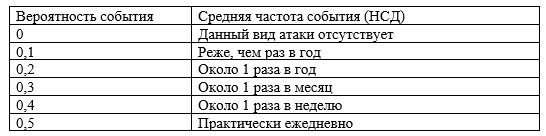 Вероятность события Средняя частота события (НСД)
0 Данный вид атаки отсутствует
0,1 Реже, чем раз в год
0,2 Около 1 раза в год
0,3 Около 1 раза в месяц
0,4 Около 1 раза в неделю
0,5 Практически ежедневно